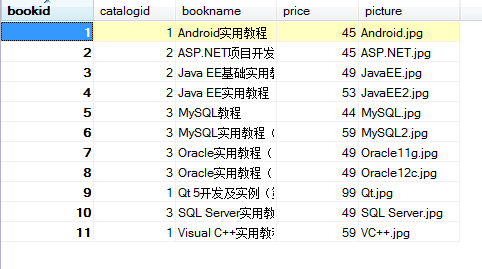 bookid catalogid bookname price picture
1 1 Android实用教程 45 Android.jpg
2 2 ASP.NET项目开发 45 ASP.NET.jpg
3 2 Java EE基础实用教 49 JavaEE.jpg
4 2 Java EE实用教程 53 JavaEE2.jpg
5 3 MySQL教程 44 MySQL.jpg
6 3 MySQL实用教程（ 59 MySQL2.jpg
7 3 Oracle实用教程（ 49 Oracle11g.jpg
8 3 Oracle实用教程（ 49 Oracle12c.jpg
9 1 Qt 5开发及实例（ 99 Qt.jpg
10 3 SQL Server实用教 49 SQL Server.jpg
11 1 Visual C++实用教 59 VC++.jpg